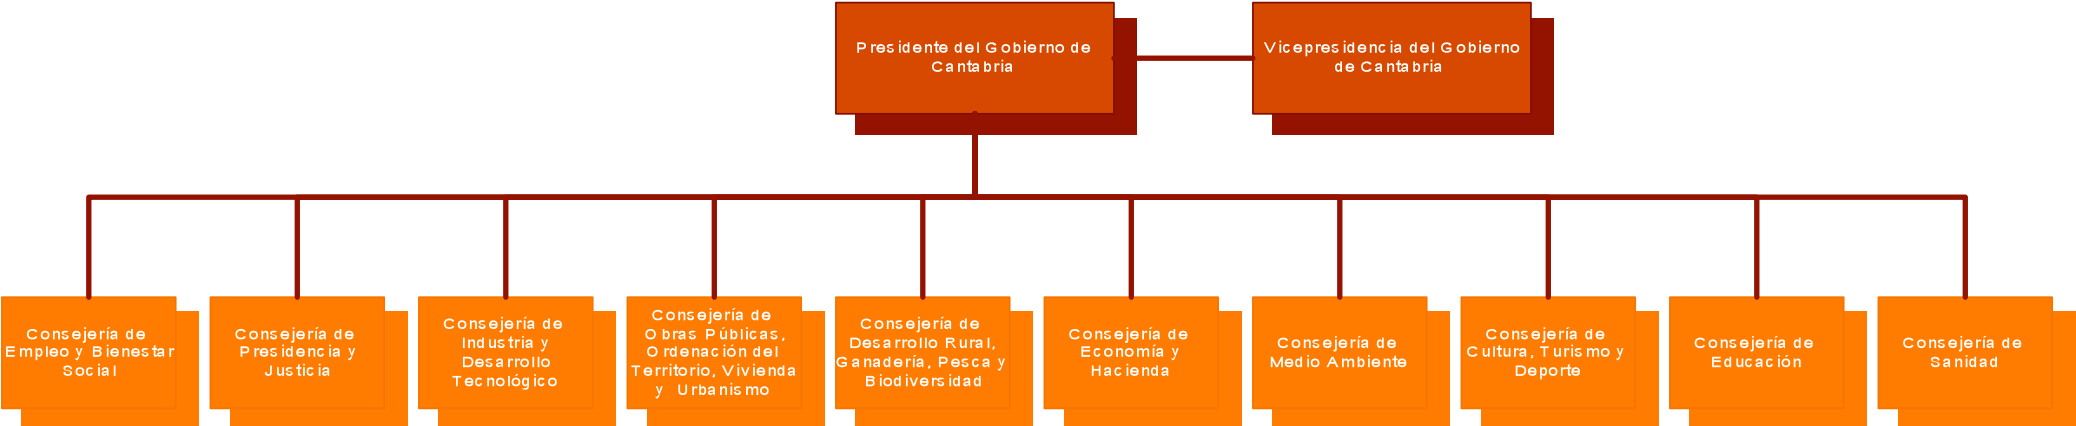 Presidente del Gobierno de
Cantabria
Vicepresidencia del Gobierno
de Cantabria
Consejería de
Empleo y Bienestar
Social
Consejería de
Presidencia y
Justicia
Consejería de
Industria y
Desarrollo
Tecnológico
Consejería de
Obras Públicas,
Ordenación del
Territorio, Vivienda
y Urbanismo
Consejería de
Desarrollo Rural,
Ganadería, Pesca y
Biodiversidad
Consejería de
Economía y
Hacienda
Consejería de
Medio Ambiente
Consejería de
Cultura, Turismo y
Deporte
Consejería de
Educación
Consejería de
Sanidad